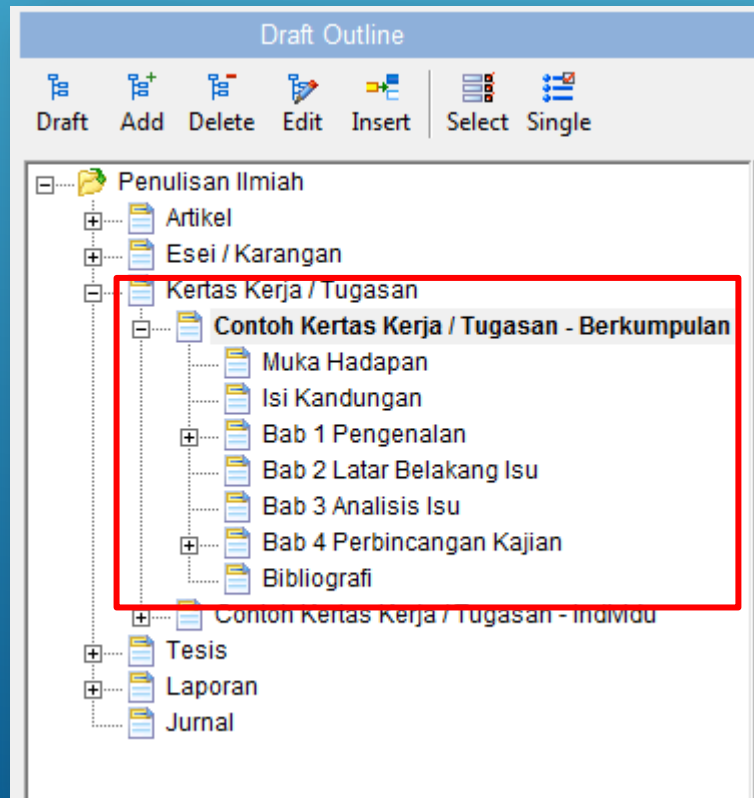 Draft Outline
Draft Add Delete Edit Insert Select Single
Penulisan Ilmiah
Artikel
Esei / Karangan
Kertas Kerja / Tugasan
Contoh Kertas Kerja / Tugasan - Berkumpulan
Muka Hadapan
Isi Kandungan
Bab 1 Pengenalan
Bab 2 Latar Belakang Isu
Bab 3 Analisis Isu
Bab 4 Perbincangan Kajian
Bibliografi
Contoh Kertas Kerja / Tugasan - Individu
Tesis
Laporan
Jurnal